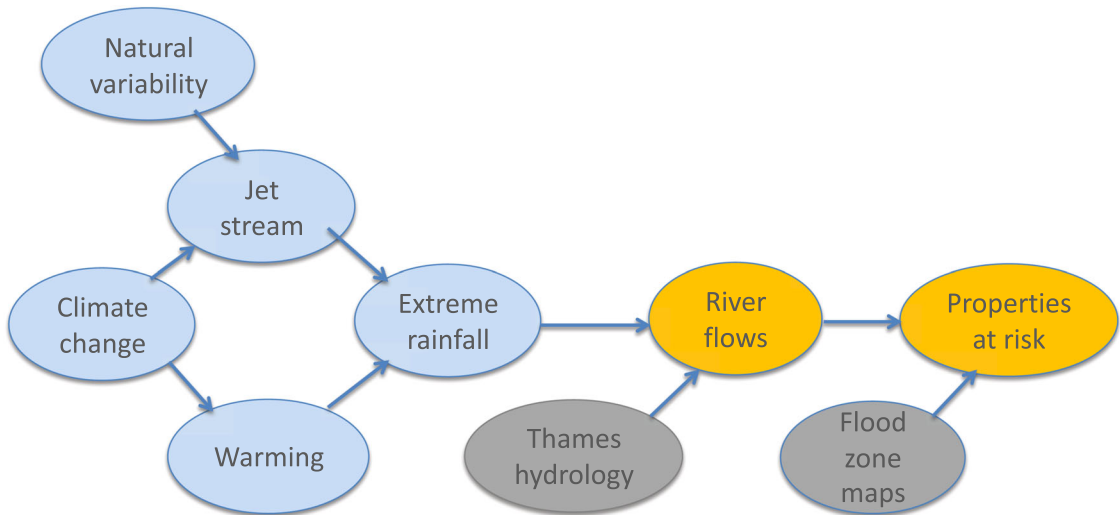 Natural
variability
Jet
stream
Climate
change
Extreme
rainfall
River
flows
Properties
at risk
Warming
Thames
hydrology
Flood
zone
maps